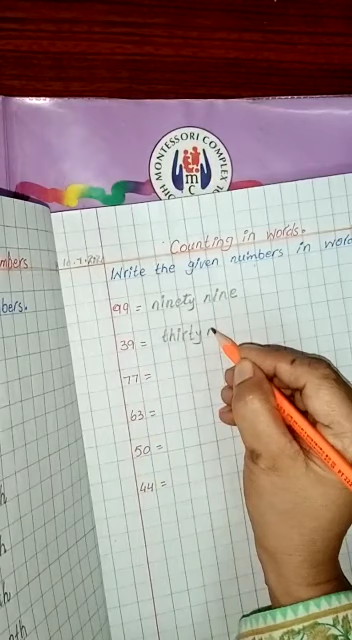 MONTESSORI COMPLEX
mc
mbers
bers.
Counting in words.
Write the given numbers in
99 = ninety nine
39 = thirty
77 =
63 =
50 =
44 =